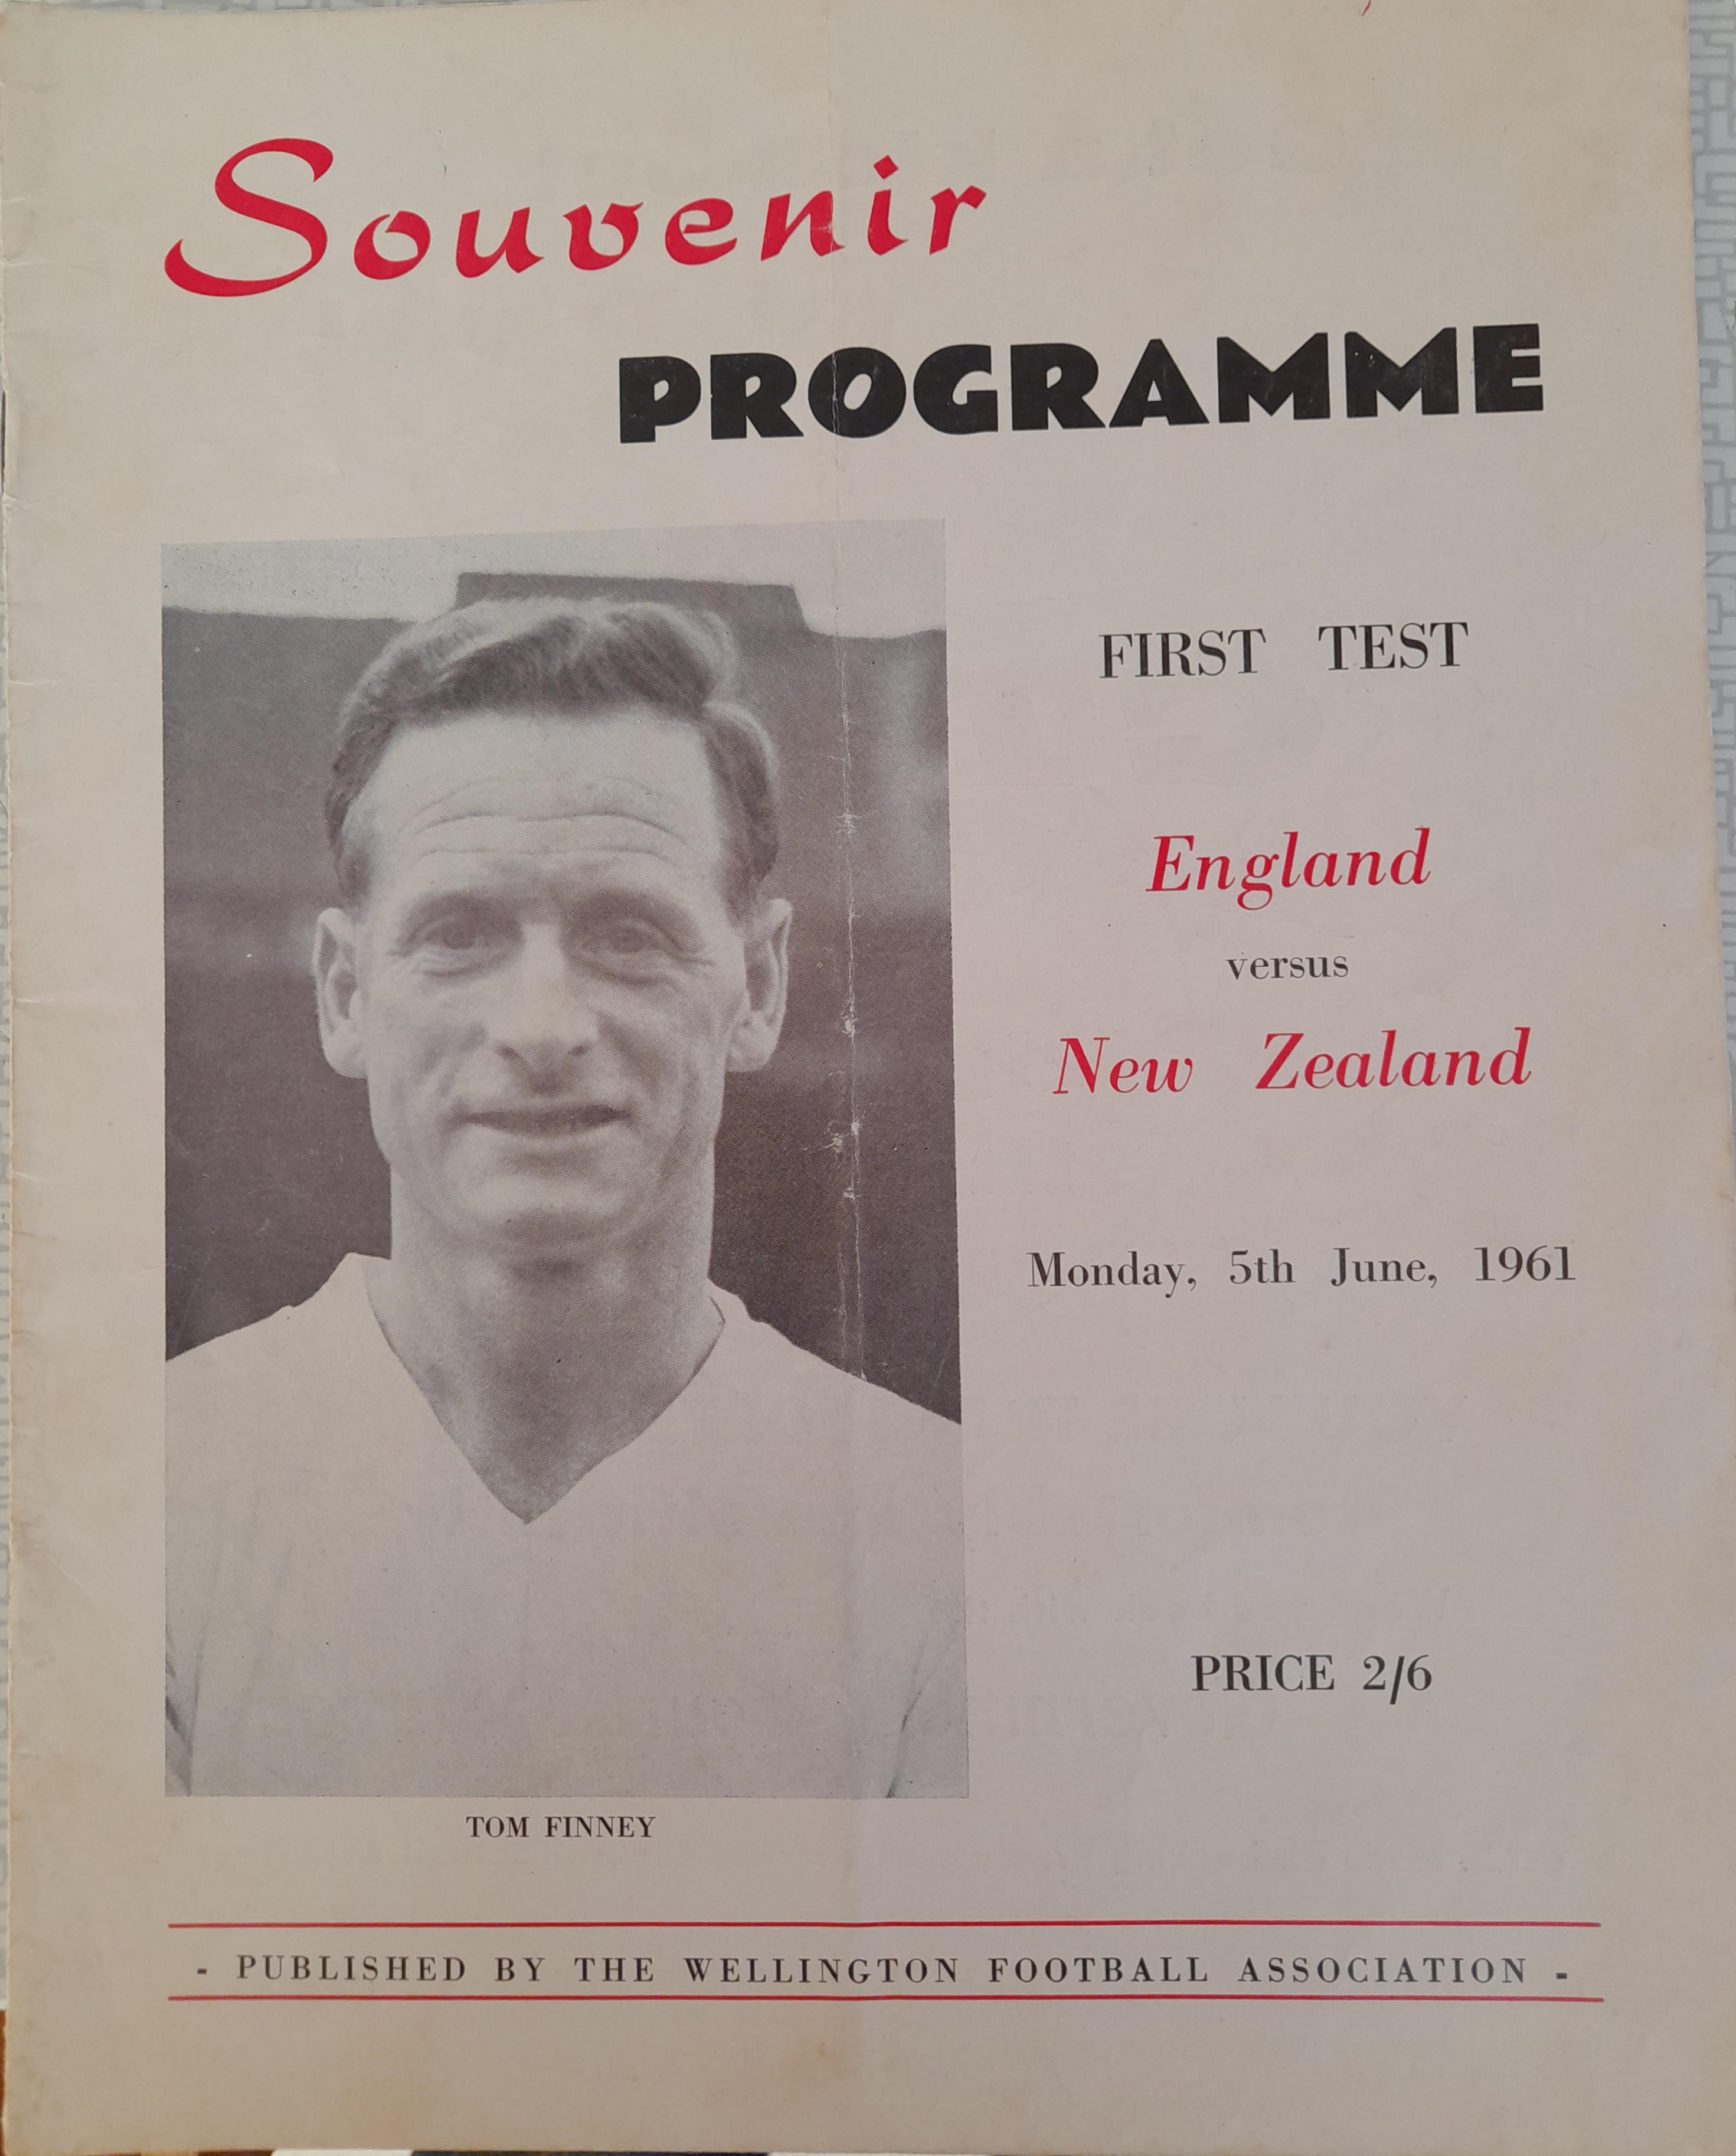 Souvenir
PROGRAMME
FIRST TEST
England
versus
New Zealand
Monday, 5th June, 1961
PRICE 2/6
TOM FINNEY
- PUBLISHED BY THE WELLINGTON FOOTBALL ASSOCIATION -